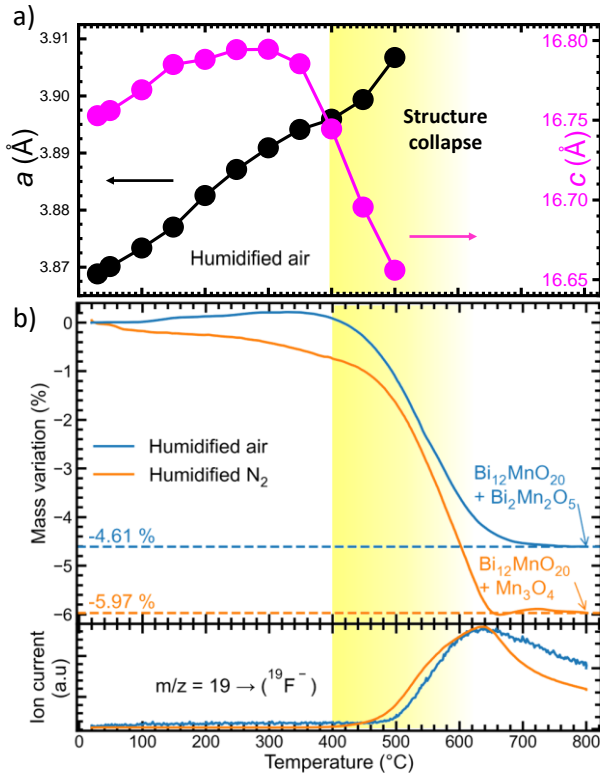 a)
3.91
3.90
3.89
3.88
3.87
a (Å)
16.80
16.75
16.70
16.65
c (Å)
Structure
collapse
Humidified air
b)
0
-1
-2
-3
-4
-5
-6
Mass variation (%)
Humidified air
Humidified N₂
-4.61 %
-5.97 %
Bi₁₂MnO₂₀
+ Bi₂Mn₂O₅
Bi₁₂MnO₂₀
+ Mn₃O₄
Ion current
(a.u)
m/z = 19 → (¹⁹F⁻)
0 100 200 300 400 500 600 700 800
Temperature (°C)